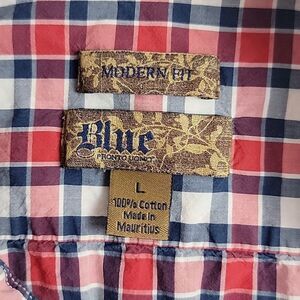 MODERN FIT
Blue
PRONTO UOMO
L
100% Cotton
Made in
Mauritius